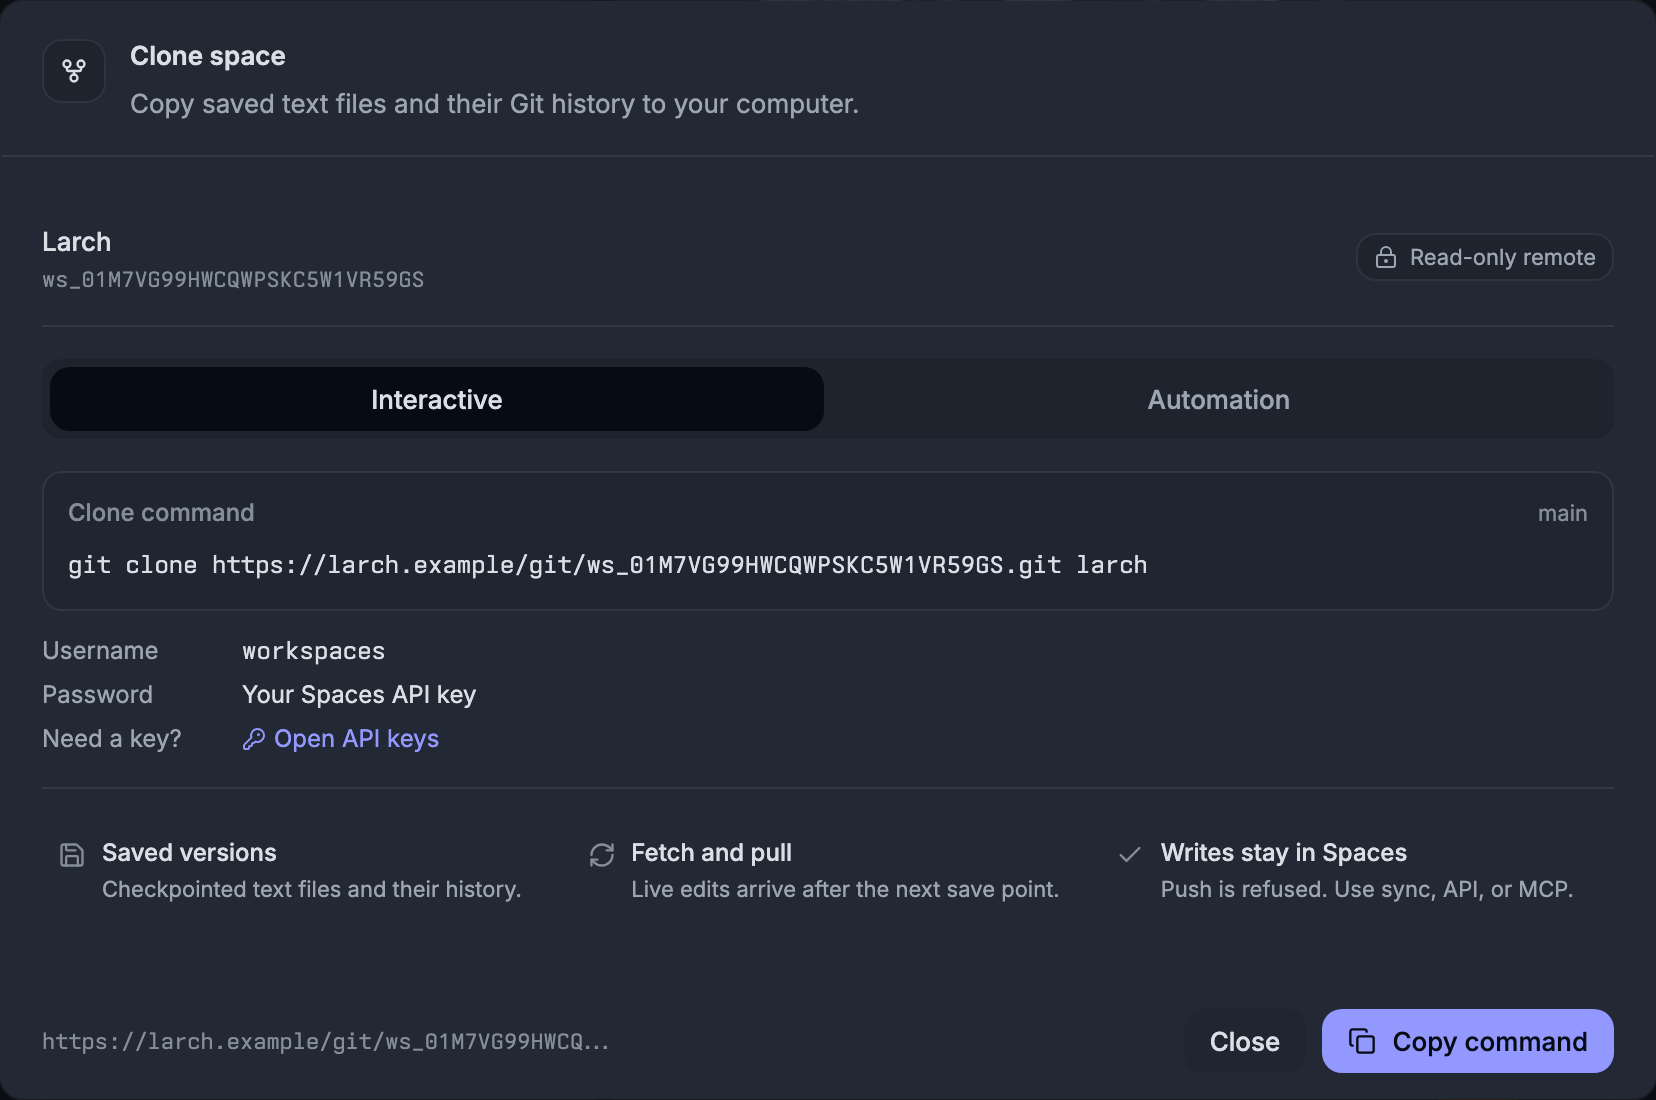 Clone space
Copy saved text files and their Git history to your computer.
Larch
ws_01M7VG99HWCQWPSKC5W1VR59GS
Read-only remote
Interactive
Automation
Clone command
main
git clone https://larch.example/git/ws_01M7VG99HWCQWPSKC5W1VR59GS.git larch
Username
workspaces
Password
Your Spaces API key
Need a key?
Open API keys
Saved versions
Checkpointed text files and their history.
Fetch and pull
Live edits arrive after the next save point.
Writes stay in Spaces
Push is refused. Use sync, API, or MCP.
https://larch.example/git/ws_01M7VG99HWCQ...
Close
Copy command